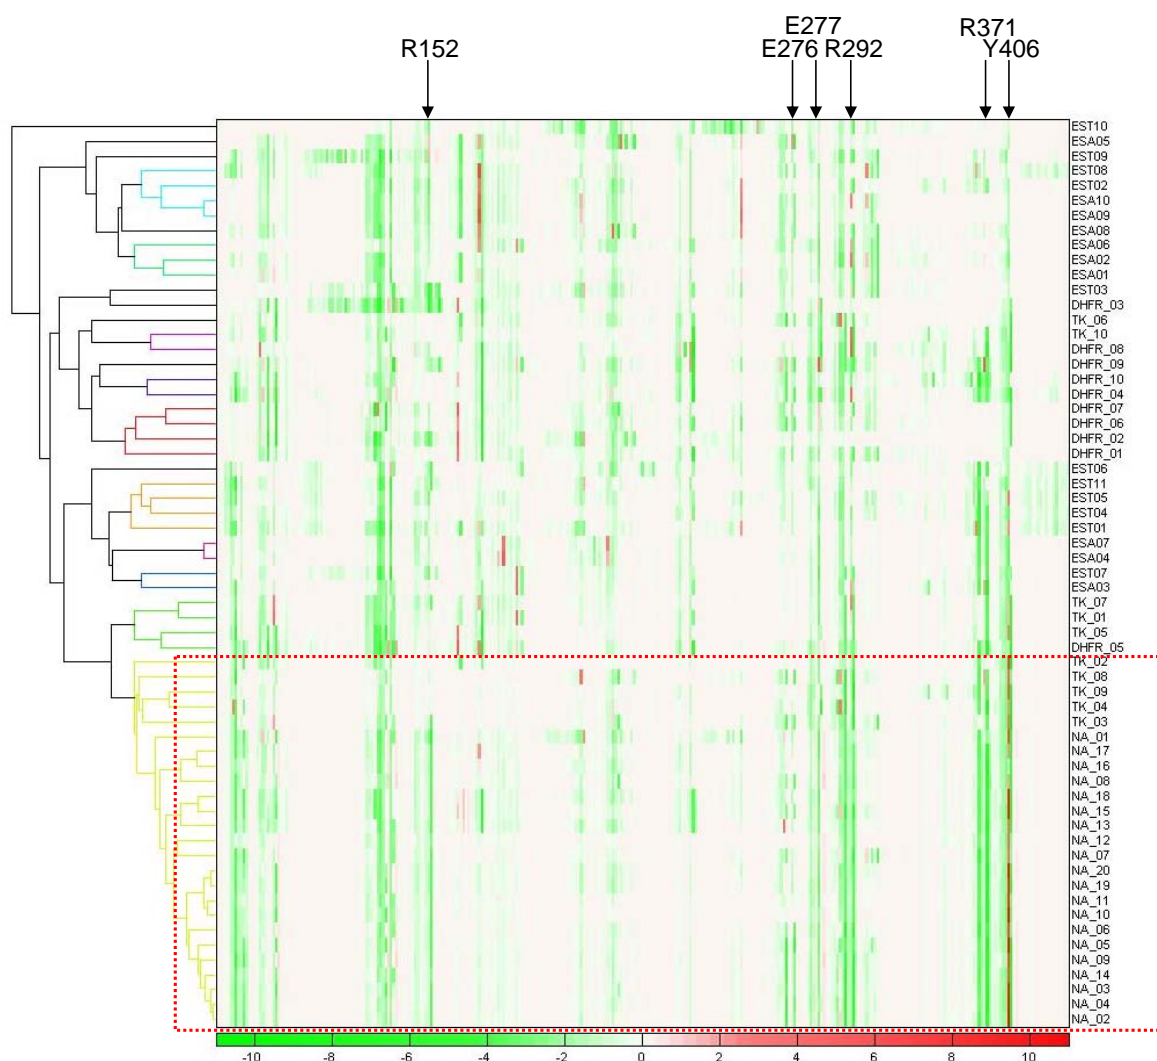 E277 R371
R152 E276 R292 Y406
EST10
ESA05
EST09
EST08
EST02
ESA10
ESA09
ESA08
ESA06
ESA02
ESA01
EST03
DHFR_03
TK_06
TK_10
DHFR_08
DHFR_09
DHFR_10
DHFR_04
DHFR_07
DHFR_06
DHFR_02
DHFR_01
EST06
EST11
EST05
EST04
EST01
ESA07
ESA04
EST07
ESA03
TK_07
TK_01
TK_05
DHFR_05
TK_02
TK_08
TK_09
TK_04
TK_03
NA_01
NA_17
NA_16
NA_08
NA_18
NA_15
NA_13
NA_12
NA_07
NA_20
NA_19
NA_11
NA_10
NA_06
NA_05
NA_09
NA_14
NA_03
NA_04
NA_02
-10 -8 -6 -4 -2 0 2 4 6 8 10